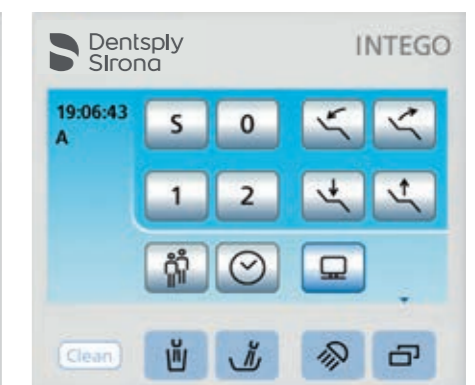 Dentsply
Sirona
INTEGO
19:06:43
A
S 0
1 2
Clean